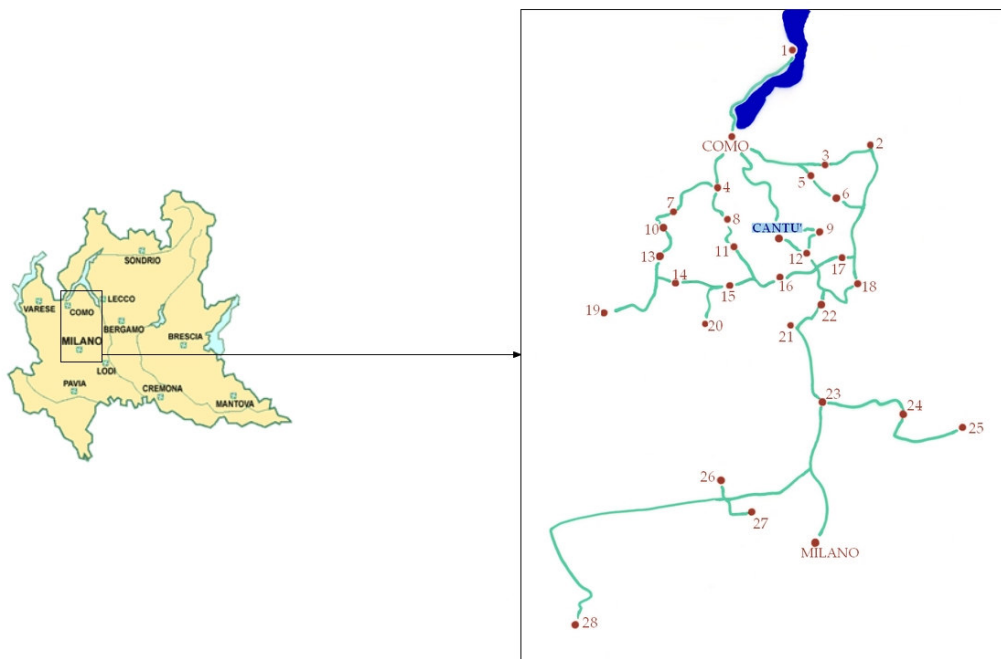 SONDRIO
VARESE
COMO
LECCO
BERGAMO
MILANO
BRESCIA
LODI
PAVIA
CREMONA
MANTOVA
1
COMO
2
3
5
4
6
7
8
10
CANTU'
9
11
12
13
17
14
16
15
18
19
20
22
21
23
24
25
26
27
MILANO
28